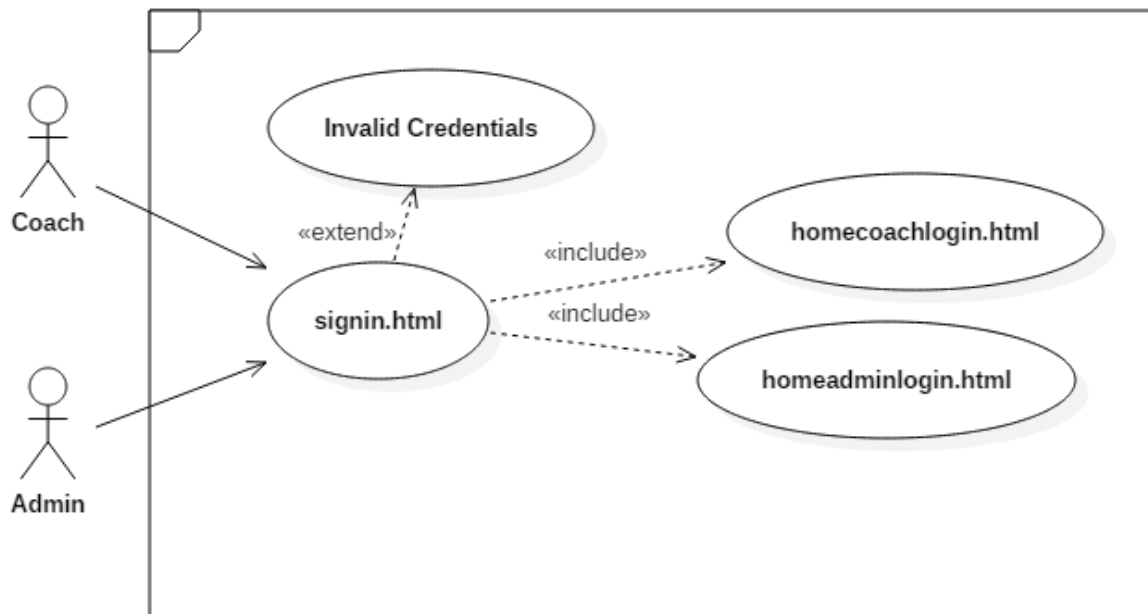 Invalid Credentials
Coach
«extend»
«include»
homecoachlogin.html
signin.html
«include»
homeadminlogin.html
Admin